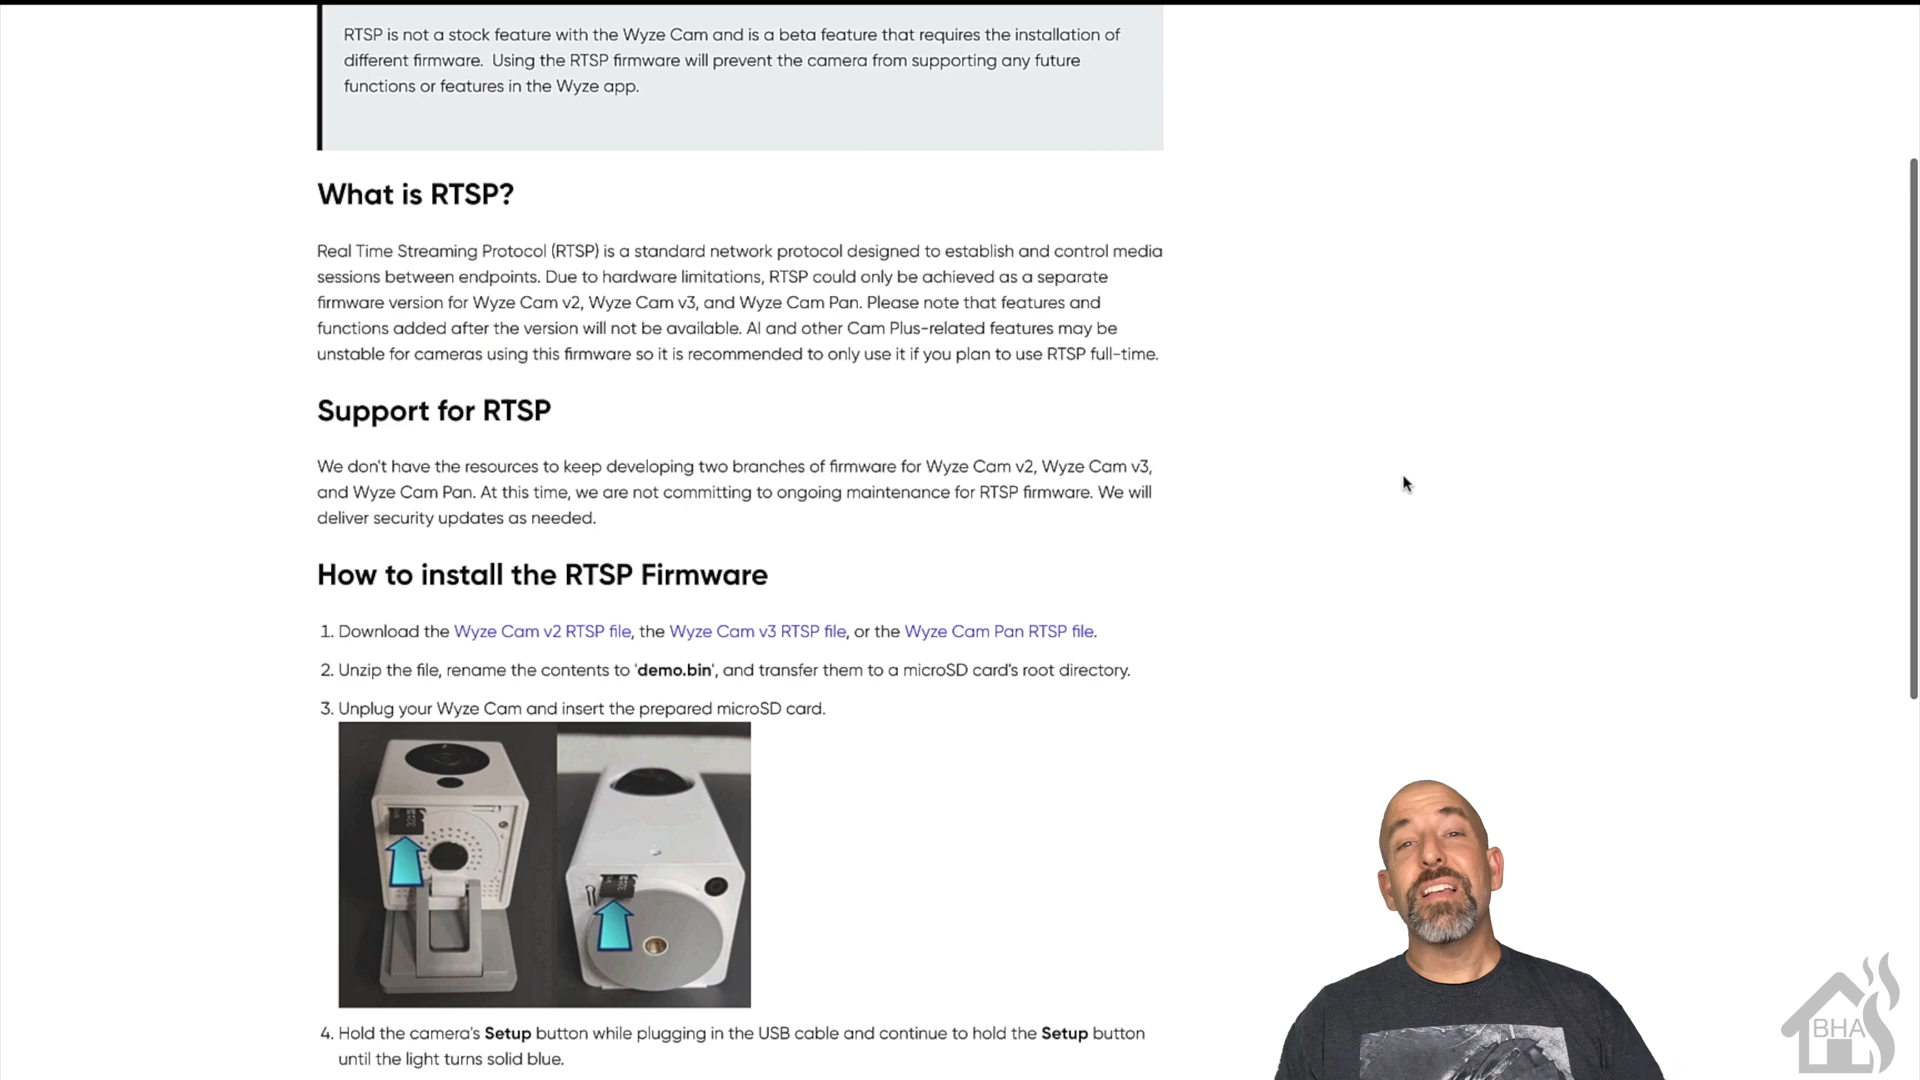 RTSP is not a stock feature with the Wyze Cam and is a beta feature that requires the installation of
different firmware.  Using the RTSP firmware will prevent the camera from supporting any future
functions or features in the Wyze app.
What is RTSP?
Real Time Streaming Protocol (RTSP) is a standard network protocol designed to establish and control media
sessions between endpoints. Due to hardware limitations, RTSP could only be achieved as a separate
firmware version for Wyze Cam v2, Wyze Cam v3, and Wyze Cam Pan. Please note that features and
functions added after the version will not be available. AI and other Cam Plus-related features may be
unstable for cameras using this firmware so it is recommended to only use it if you plan to use RTSP full-time.
Support for RTSP
We don't have the resources to keep developing two branches of firmware for Wyze Cam v2, Wyze Cam v3,
and Wyze Cam Pan. At this time, we are not committing to ongoing maintenance for RTSP firmware. We will
deliver security updates as needed.
How to install the RTSP Firmware
1. Download the Wyze Cam v2 RTSP file, the Wyze Cam v3 RTSP file, or the Wyze Cam Pan RTSP file.
2. Unzip the file, rename the contents to 'demo.bin', and transfer them to a microSD card's root directory.
3. Unplug your Wyze Cam and insert the prepared microSD card.
4. Hold the camera's Setup button while plugging in the USB cable and continue to hold the Setup button
until the light turns solid blue.
BHA